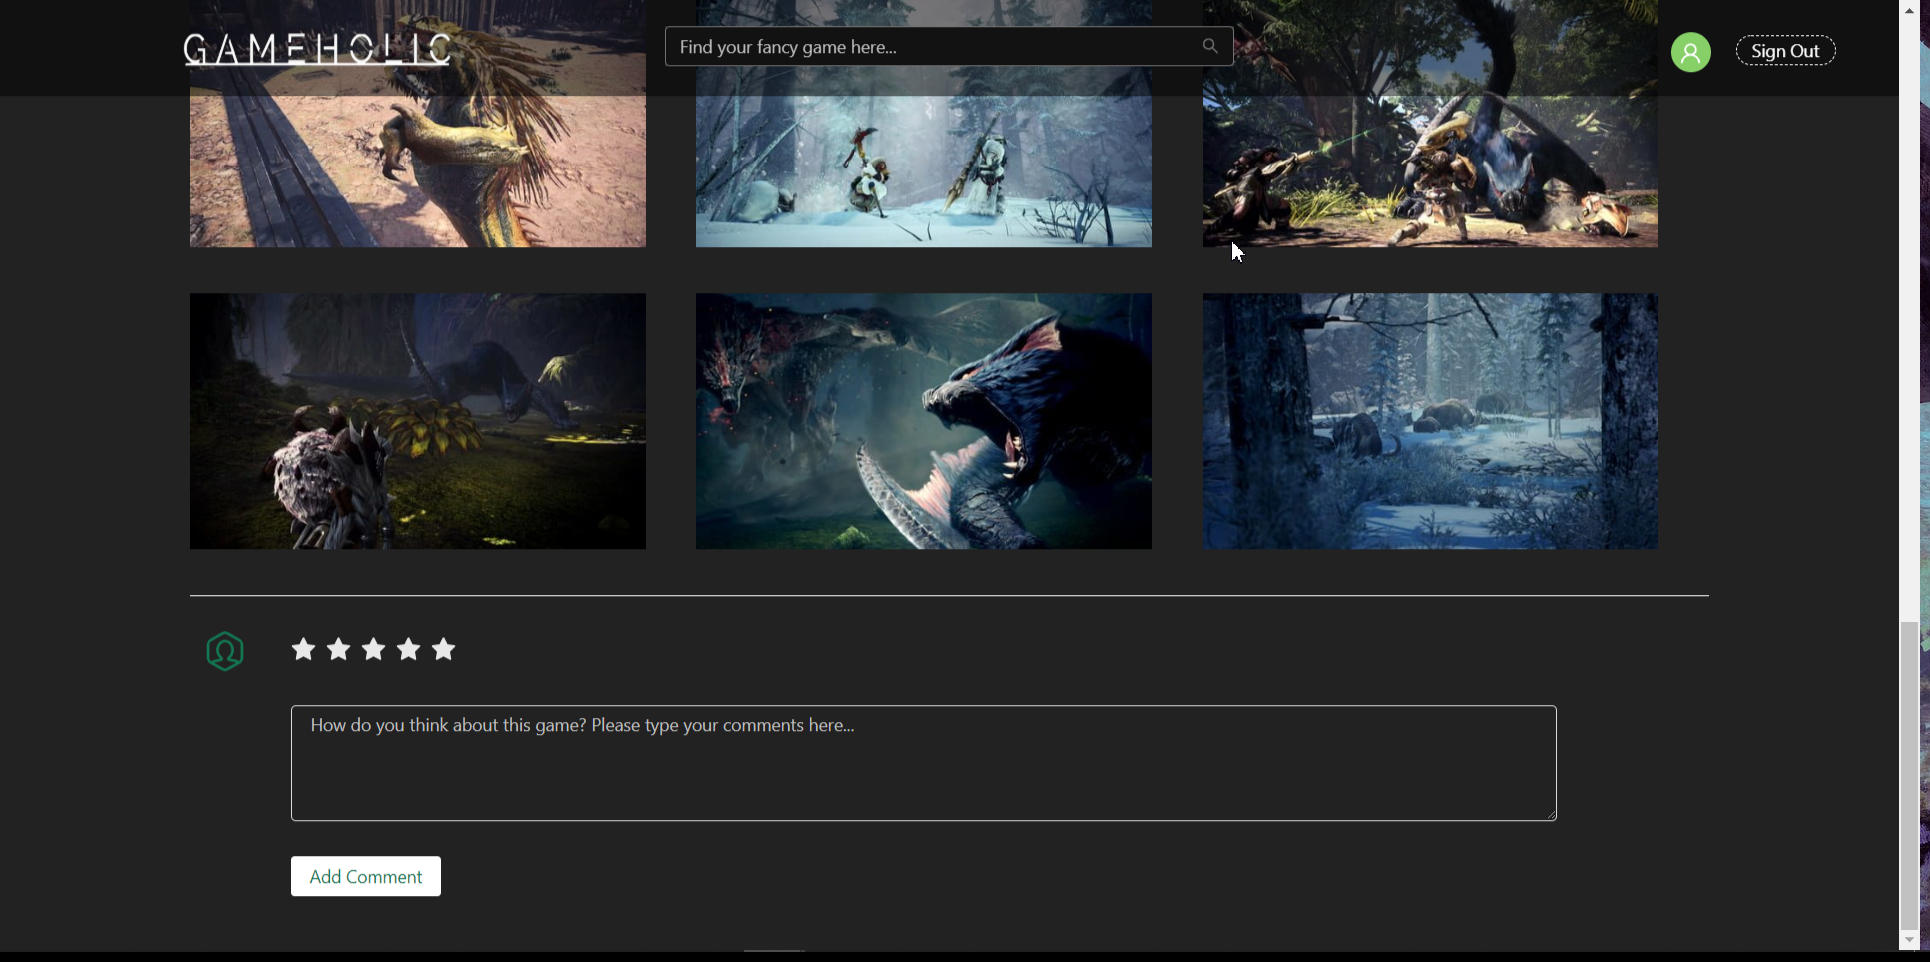 GAMEHOLIC
Find your fancy game here...
Sign Out
How do you think about this game? Please type your comments here...
Add Comment